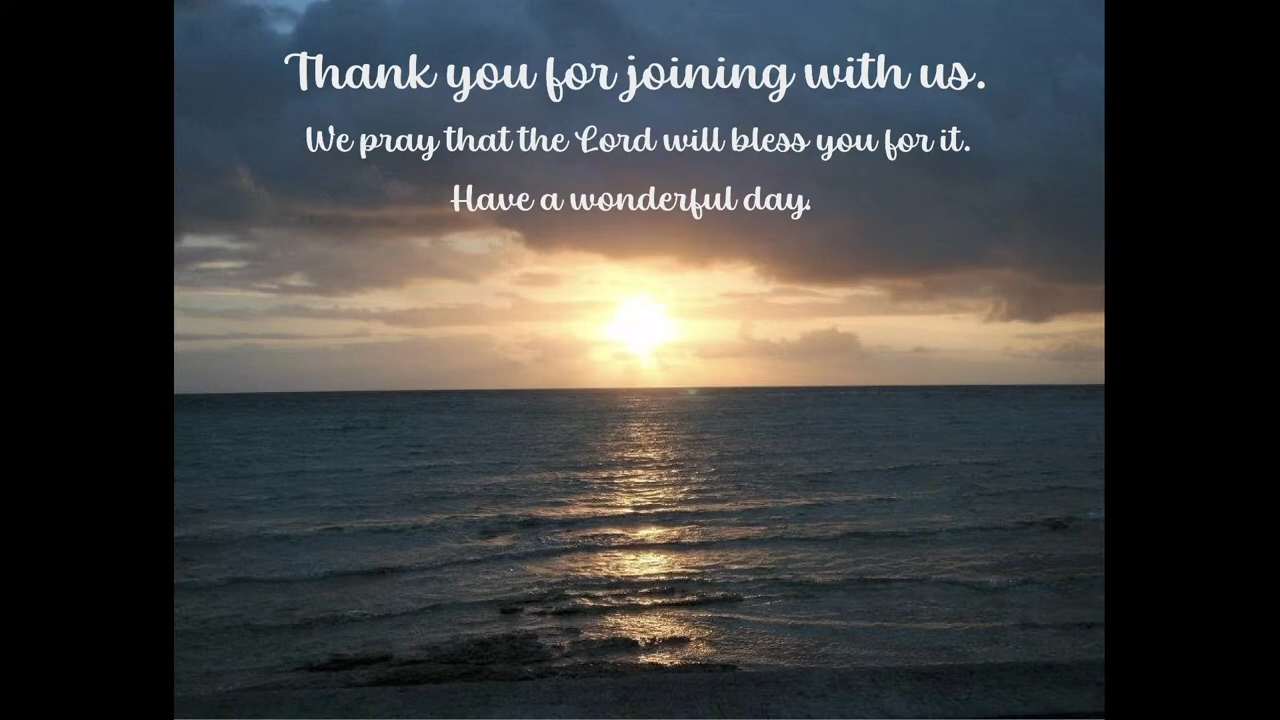 Thank you for joining with us.
We pray that the Lord will bless you for it.
Have a wonderful day.